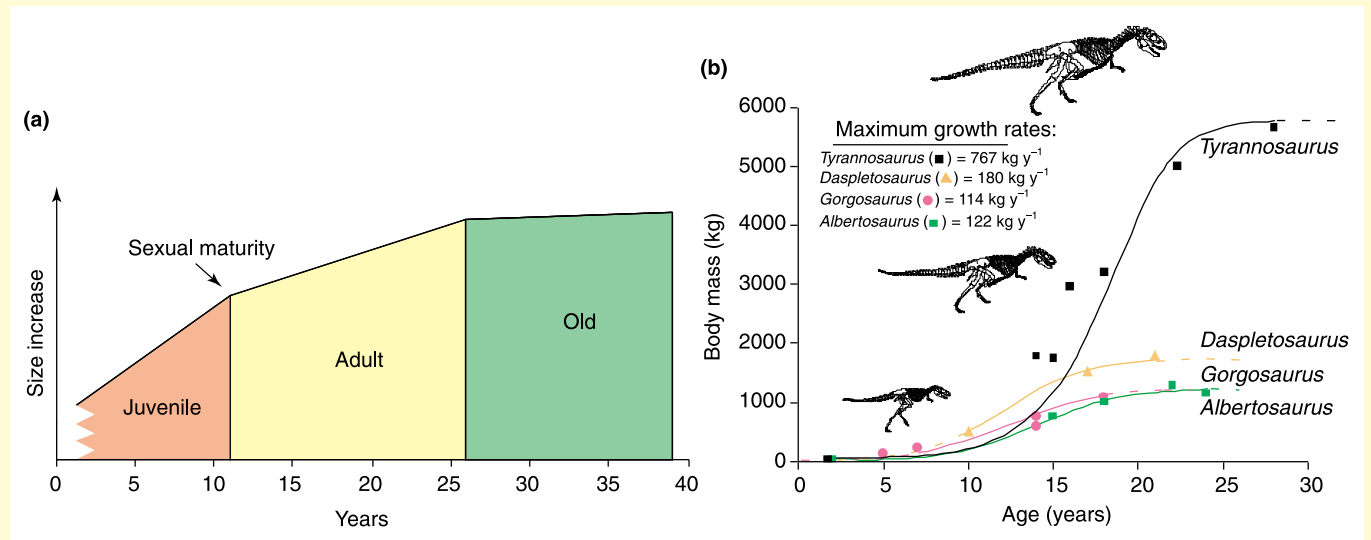 (a)
Size increase
Sexual maturity
Juvenile
Adult
Old
0 5 10 15 20 25 30 35 40
Years
(b)
Body mass (kg)
6000
5000
4000
3000
2000
1000
0
Maximum growth rates:
Tyrannosaurus (■) = 767 kg y⁻¹
Daspletosaurus (▲) = 180 kg y⁻¹
Gorgosaurus (●) = 114 kg y⁻¹
Albertosaurus (■) = 122 kg y⁻¹
Tyrannosaurus
Daspletosaurus
Gorgosaurus
Albertosaurus
0 5 10 15 20 25 30
Age (years)